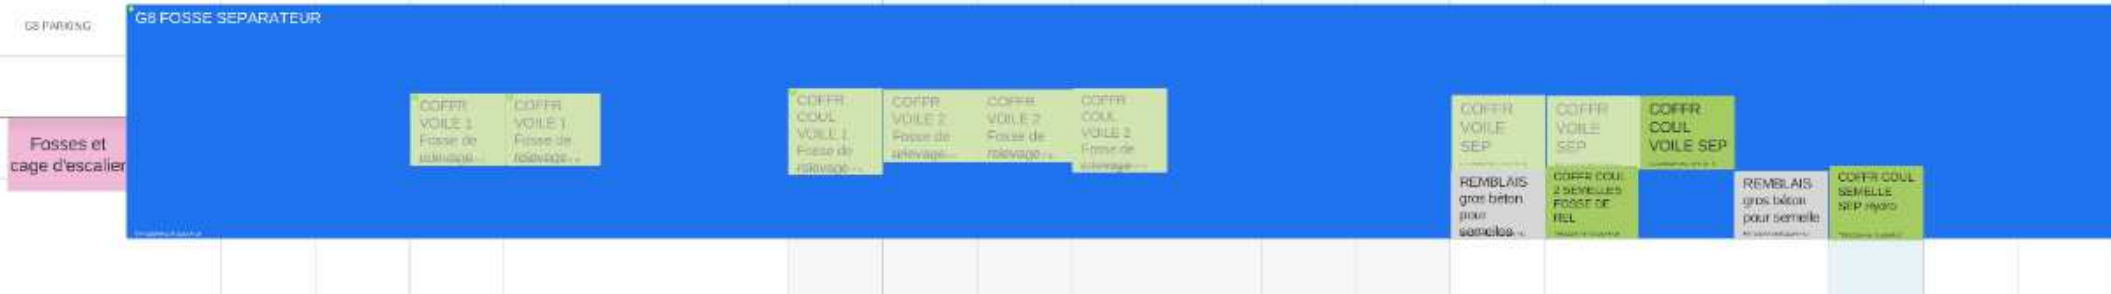 G8 PARKING
G8 FOSSE SEPARATEUR
Fosses et
cage d'escalier
COFFR
VOILE 1
Fosse de
relevage
COFFR
VOILE 1
Fosse de
relevage
COFFR
COUL
VOILE 1
Fosse de
relevage
COFFR
VOILE 2
Fosse de
relevage
COFFR
VOILE 2
Fosse de
relevage
COFFR
COUL
VOILE 2
Fosse de
relevage
COFFR
VOILE
SEP
COFFR
VOILE
SEP
COFFR
COUL
VOILE SEP
REMBLAIS
gros béton
pour
semelles
COFFR COUL
2 SEMELLES
FOSSE DE
REL
REMBLAIS
gros béton
pour semelle
COFFR COUL
SEMELLE
SEP Hydro